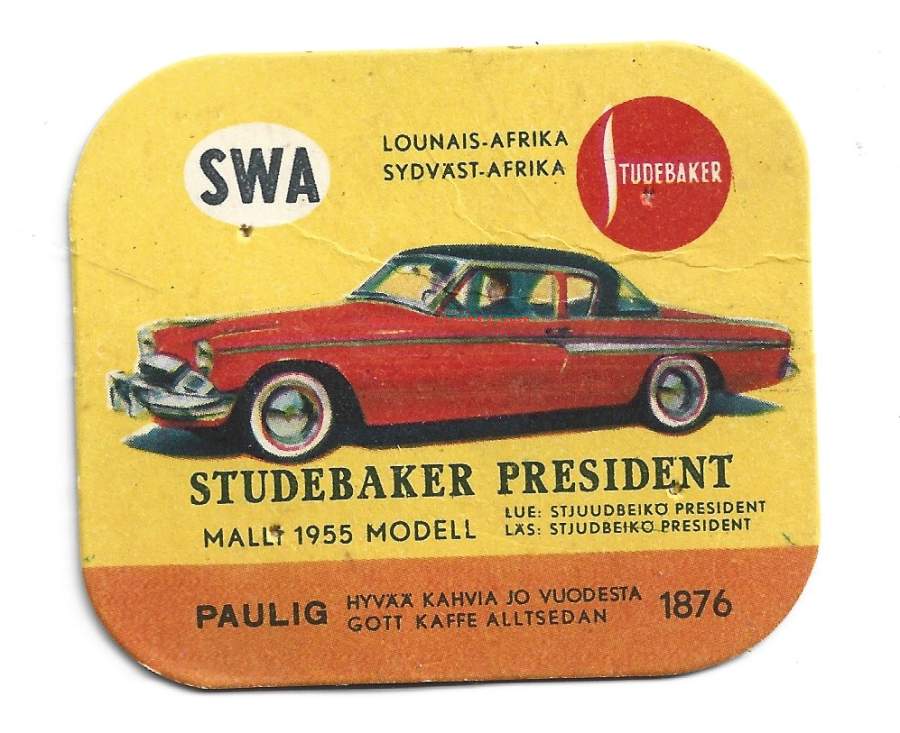 SWA
LOUNAIS-AFRIKA
SYDVÄST-AFRIKA
STUDEBAKER
STUDEBAKER PRESIDENT
MALLI 1955 MODELL
LUE: STJUUDBEIKÖ PRESIDENT
LÄS: STJUDBEIKÖ PRESIDENT
PAULIG
HYVÄÄ KAHVIA JO VUODESTA
GOTT KAFFE ALLTSEDAN
1876